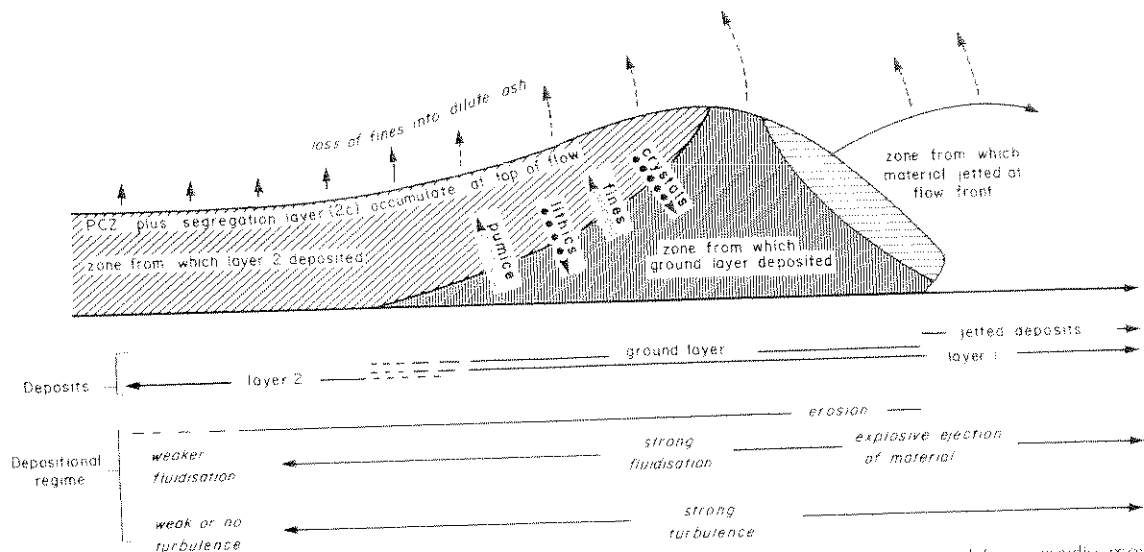 loss of fines into dilute ash
PC2 plus segregation layer (2c) accumulate at top of flow
zone from which layer 2 deposited
pumice
lithics
fines
crystals
zone from which
ground layer deposited
zone from which
material jetted at
flow front
jetted deposits
ground layer
layer 1
Deposits
layer 2
erosion
Depositional
regime
weaker
fluidisation
strong
fluidisation
explosive ejection
of material
weak or no
turbulence
strong
turbulence